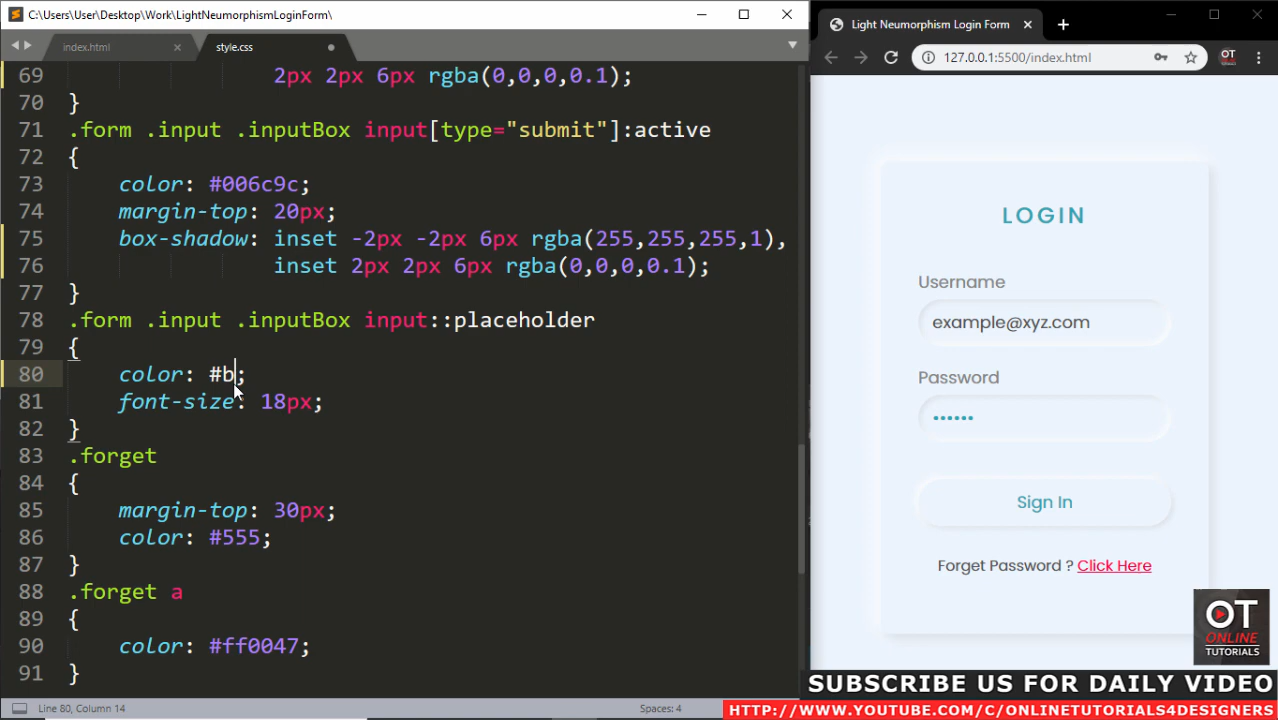 C:\Users\User\Desktop\Work\LightNeumorphismLoginForm\
index.html
style.css
69 2px 2px 6px rgba(0,0,0,0.1);
70 }
71 .form .input .inputBox input[type="submit"]:active
72 {
73 color: #006c9c;
74 margin-top: 20px;
75 box-shadow: inset -2px -2px 6px rgba(255,255,255,1),
76 inset 2px 2px 6px rgba(0,0,0,0.1);
77 }
78 .form .input .inputBox input::placeholder
79 {
80 color: #b;
81 font-size: 18px;
82 }
83 .forget
84 {
85 margin-top: 30px;
86 color: #555;
87 }
88 .forget a
89 {
90 color: #ff0047;
91 }
Line 80, Column 14
Spaces: 4
CSS
Light Neumorphism Login Form
127.0.0.1:5500/index.html
OT
LOGIN
Username
example@xyz.com
Password
••••••
Sign In
Forget Password ? Click Here
OT
ONLINE
TUTORIALS
SUBSCRIBE US FOR DAILY VIDEO
HTTP://WWW.YOUTUBE.COM/C/ONLINETUTORIALS4DESIGNERS